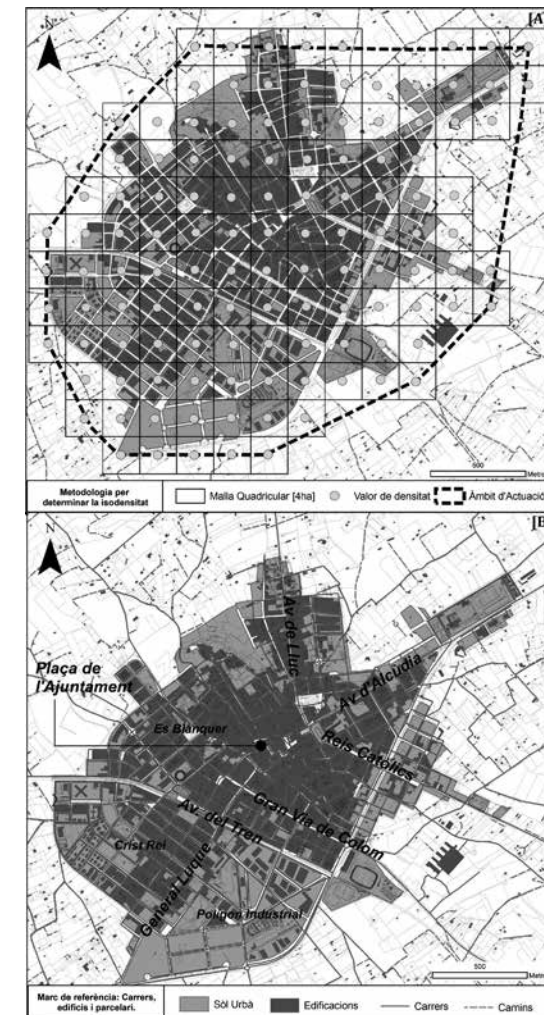 [A]
N
500
Metres
Metodologia per
determinar la isodensitat
Malla Quadricular [4ha]
Valor de densitat
Àmbit d'Actuació
[B]
N
Av de Lluc
Plaça de
l'Ajuntament
Av d'Alcúdia
Es Blanquer
Reis Catòlics
Gran Via de Colom
Av. del Tren
Crist Rei
General Luque
Polígon Industrial
500
Marc de referència: Carrers,
edificis i parcelari.
Sòl Urbà
Edificacions
Carrers
Camins